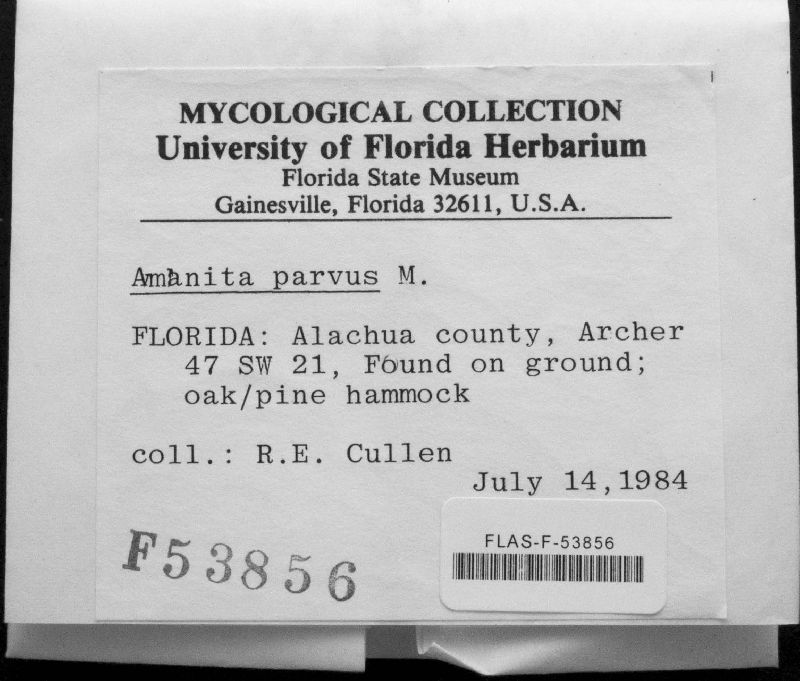 MYCOLOGICAL COLLECTION
University of Florida Herbarium
Florida State Museum
Gainesville, Florida 32611, U.S.A.
Amanita parvus M.
FLORIDA: Alachua county, Archer
47 SW 21, Found on ground;
oak/pine hammock
coll.: R.E. Cullen
July 14,1984
F53856
FLAS-F-53856